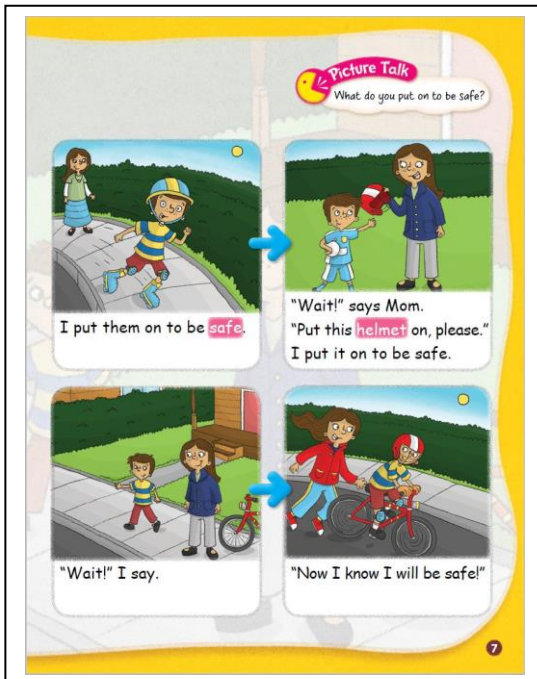 Picture Talk
What do you put on to be safe?
I put them on to be safe.
"Wait!" says Mom.
"Put this helmet on, please."
I put it on to be safe.
"Wait!" I say.
"Now I know I will be safe!"
7